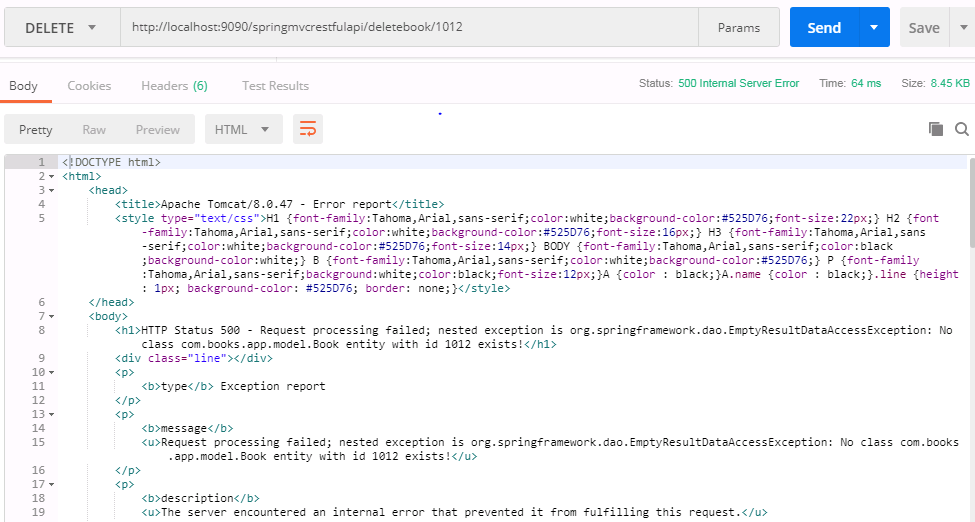 DELETE http://localhost:9090/springmvcrestfulapi/deletebook/1012 Params Send Save
Body Cookies Headers (6) Test Results Status: 500 Internal Server Error Time: 64 ms Size: 8.45 KB
Pretty Raw Preview HTML
1 <!DOCTYPE html>
2 <html>
3 <head>
4 <title>Apache Tomcat/8.0.47 - Error report</title>
5 <style type="text/css">H1 {font-family:Tahoma,Arial,sans-serif;color:white;background-color:#525D76;font-size:22px;} H2 {font
-family:Tahoma,Arial,sans-serif;color:white;background-color:#525D76;font-size:16px;} H3 {font-family:Tahoma,Arial,sans
-serif;color:white;background-color:#525D76;font-size:14px;} BODY {font-family:Tahoma,Arial,sans-serif;color:black
;background-color:white;} B {font-family:Tahoma,Arial,sans-serif;color:white;background-color:#525D76;} P {font-family
:Tahoma,Arial,sans-serif;background:white;color:black;font-size:12px;}A {color : black;}A.name {color : black;}.line {height
: 1px; background-color: #525D76; border: none;}</style>
6 </head>
7 <body>
8 <h1>HTTP Status 500 - Request processing failed; nested exception is org.springframework.dao.EmptyResultDataAccessException: No
class com.books.app.model.Book entity with id 1012 exists!</h1>
9 <div class="line"></div>
10 <p>
11 <b>type</b> Exception report
12 </p>
13 <p>
14 <b>message</b>
15 <u>Request processing failed; nested exception is org.springframework.dao.EmptyResultDataAccessException: No class com.books
.app.model.Book entity with id 1012 exists!</u>
16 </p>
17 <p>
18 <b>description</b>
19 <u>The server encountered an internal error that prevented it from fulfilling this request.</u>